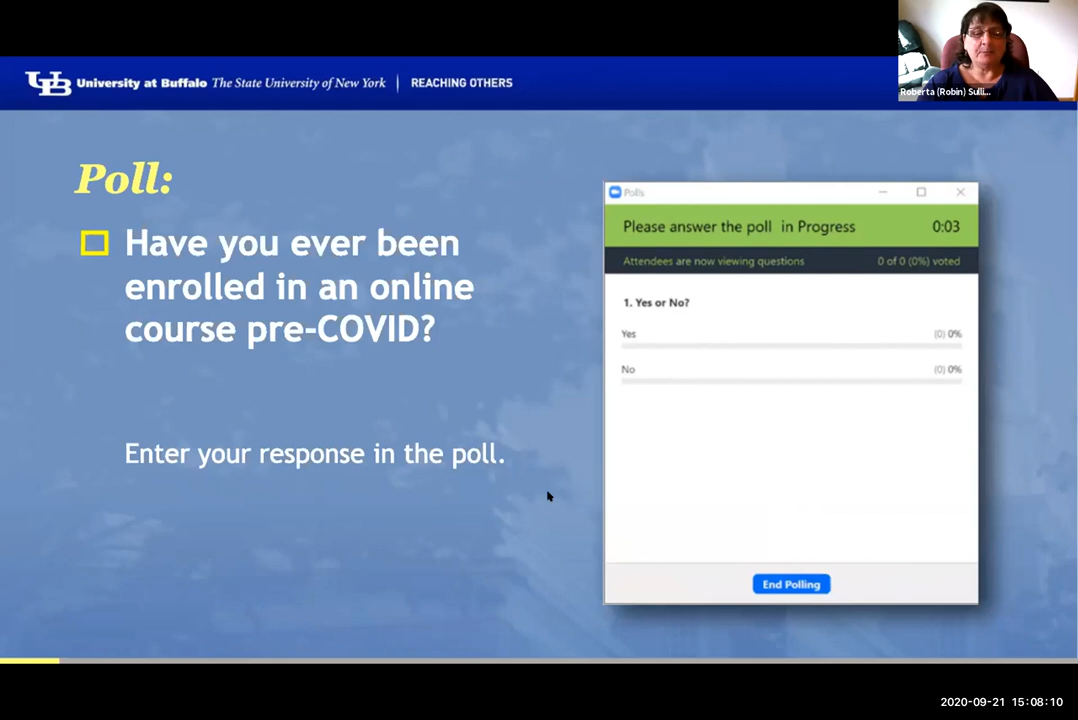 UB University at Buffalo The State University of New York | REACHING OTHERS
Roberta (Robin) Sulli...
Poll:
Have you ever been
enrolled in an online
course pre-COVID?
Enter your response in the poll.
Polls
Please answer the poll in Progress 0:03
Attendees are now viewing questions 0 of 0 (0%) voted
1. Yes or No?
Yes (0) 0%
No (0) 0%
End Polling
2020-09-21 15:08:10